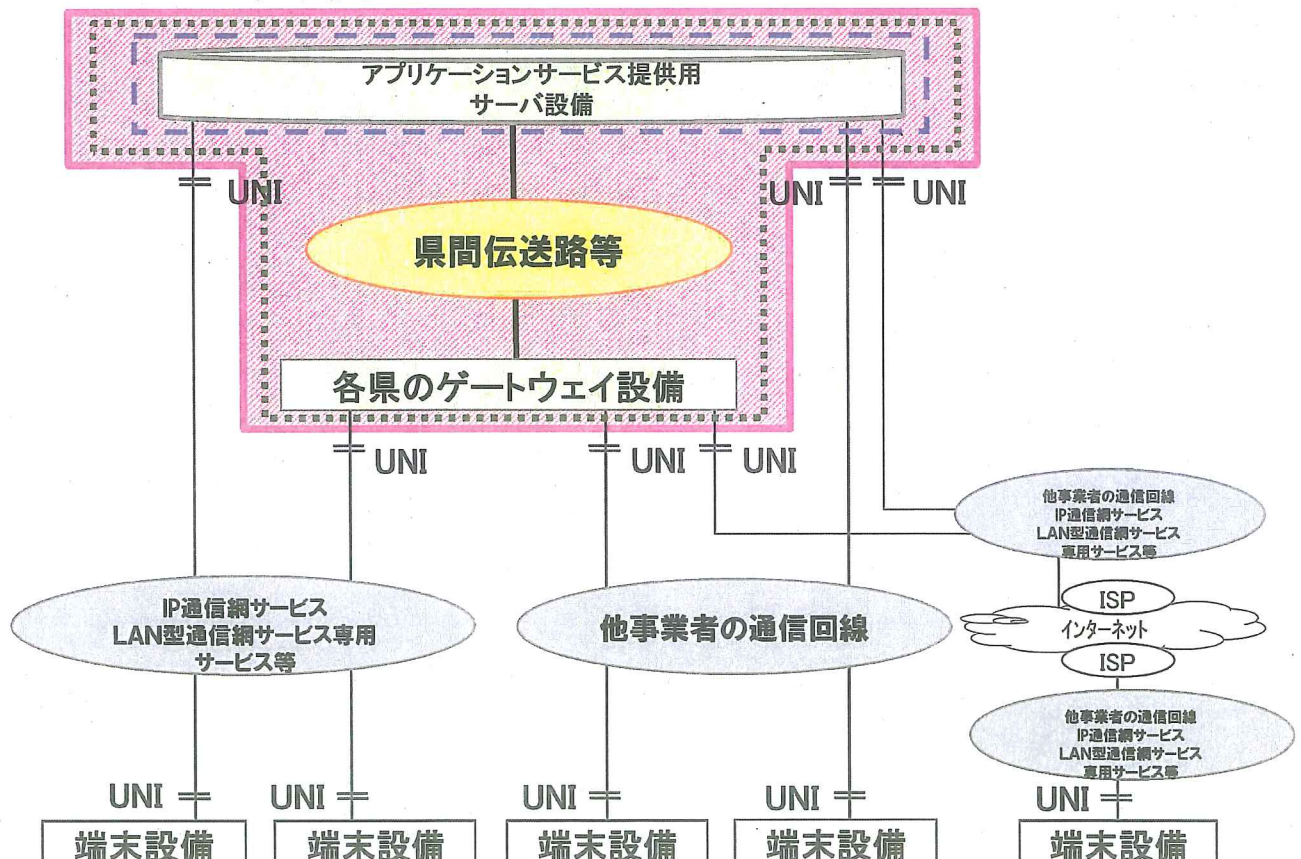 アプリケーションサービス提供用
サーバ設備
UNI
UNI
UNI
県間伝送路等
各県のゲートウェイ設備
UNI
UNI
UNI
他事業者の通信回線
IP通信網サービス
LAN型通信網サービス
専用サービス等
ISP
インターネット
ISP
IP通信網サービス
LAN型通信網サービス専用
サービス等
他事業者の通信回線
他事業者の通信回線
IP通信網サービス
LAN型通信網サービス
専用サービス等
UNI
UNI
UNI
UNI
UNI
端末設備
端末設備
端末設備
端末設備
端末設備